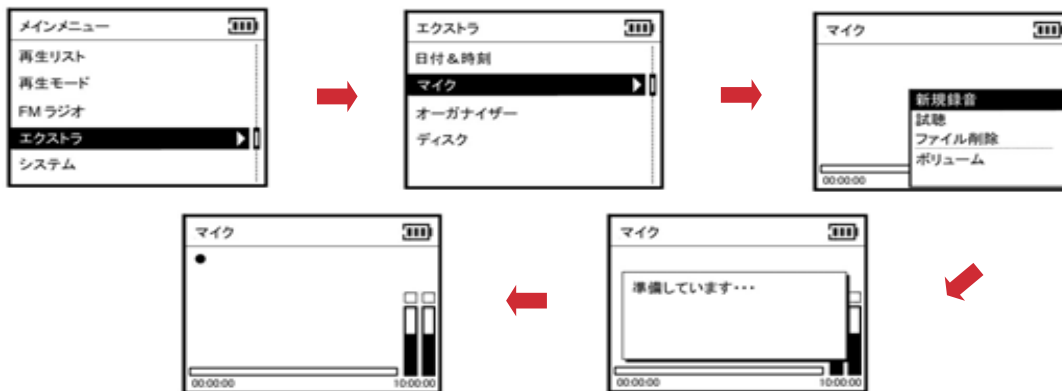 メインメニュー
再生リスト
再生モード
FM ラジオ
エクストラ
システム
エクストラ
日付&時刻
マイク
オーガナイザー
ディスク
マイク
新規録音
試聴
ファイル削除
ボリューム
00:00:00
マイク
00:00:00
10:00:00
マイク
準備しています・・・
00:00:00
10:00:00